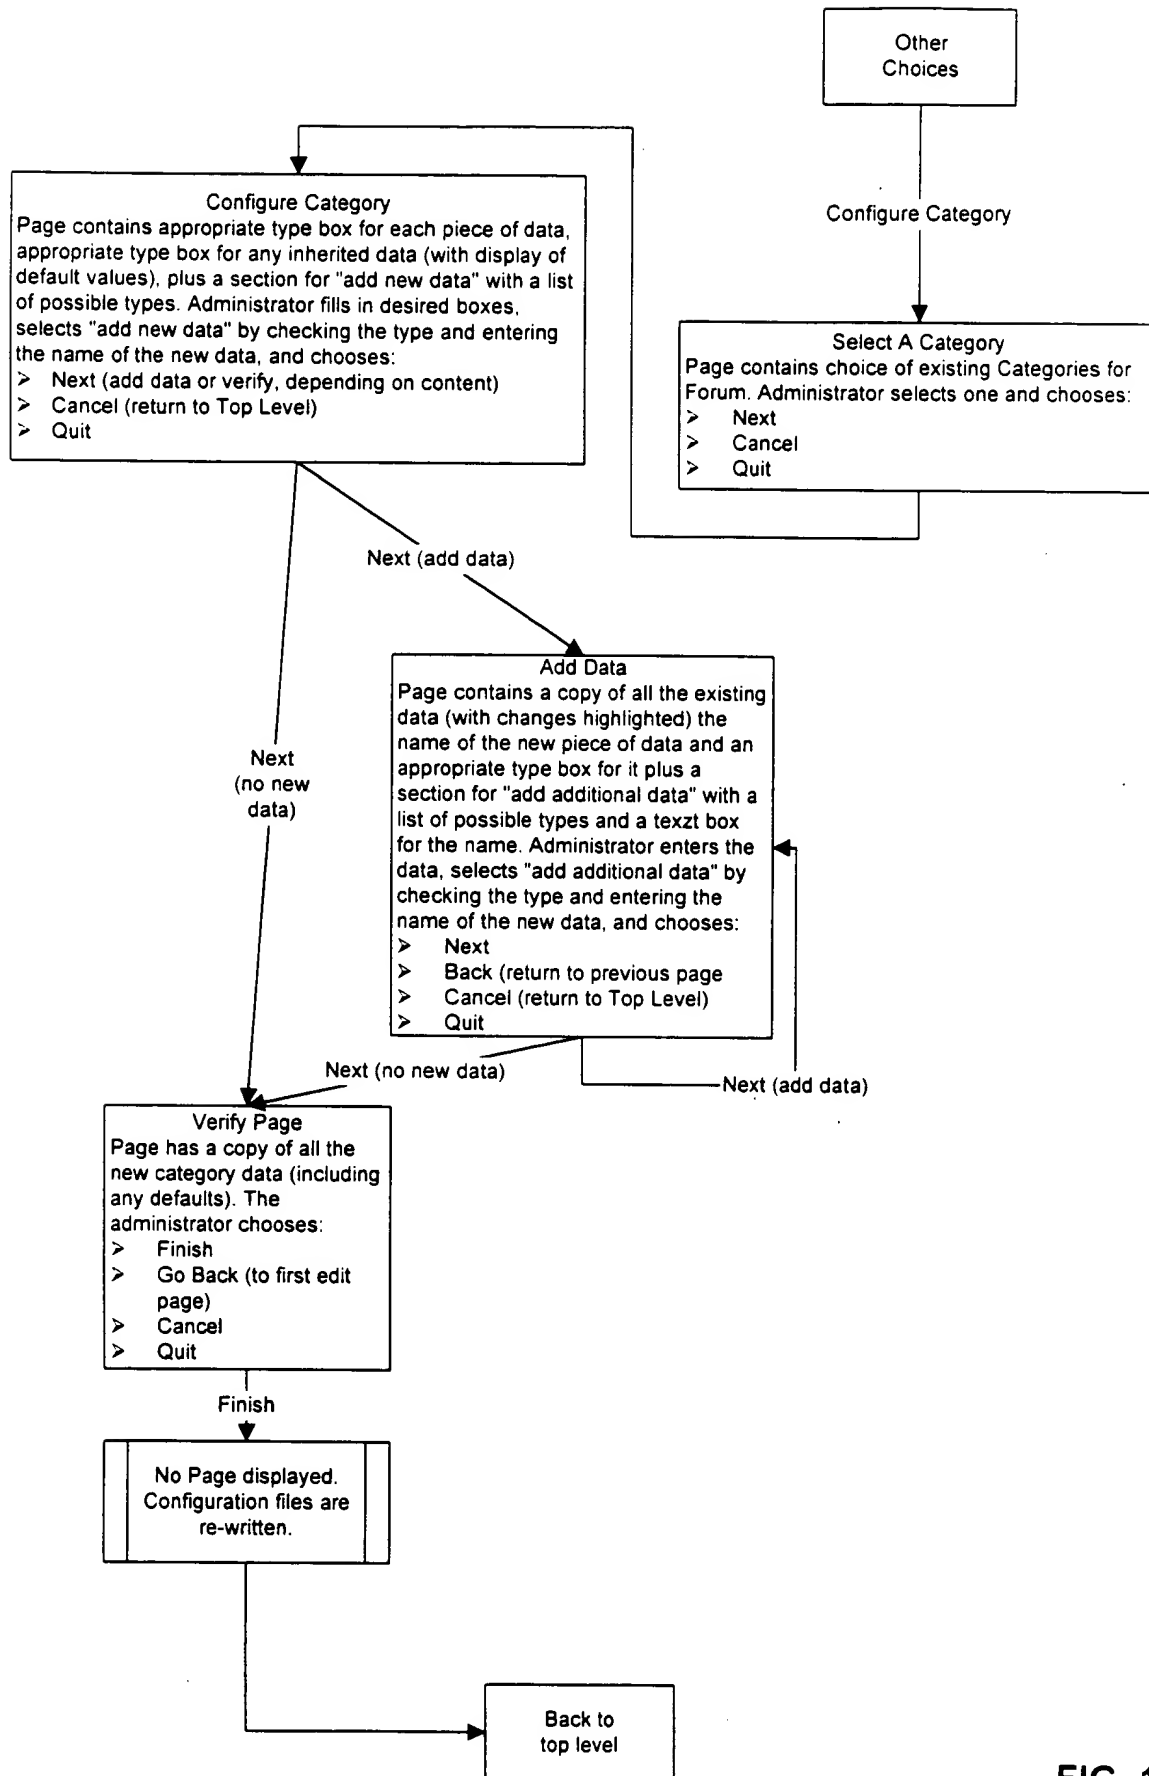 Other
Choices
Configure Category
Configure Category
Page contains appropriate type box for each piece of data,
appropriate type box for any inherited data (with display of
default values), plus a section for "add new data" with a list
of possible types. Administrator fills in desired boxes,
selects "add new data" by checking the type and entering
the name of the new data, and chooses:
➢ Next (add data or verify, depending on content)
➢ Cancel (return to Top Level)
➢ Quit
Select A Category
Page contains choice of existing Categories for
Forum. Administrator selects one and chooses:
➢ Next
➢ Cancel
➢ Quit
Next (add data)
Add Data
Page contains a copy of all the existing
data (with changes highlighted) the
name of the new piece of data and an
appropriate type box for it plus a
section for "add additional data" with a
list of possible types and a texzt box
for the name. Administrator enters the
data, selects "add additional data" by
checking the type and entering the
name of the new data, and chooses:
➢ Next
➢ Back (return to previous page
➢ Cancel (return to Top Level)
➢ Quit
Next
(no new
data)
Next (no new data)
Next (add data)
Verify Page
Page has a copy of all the
new category data (including
any defaults). The
administrator chooses:
➢ Finish
➢ Go Back (to first edit
page)
➢ Cancel
➢ Quit
Finish
No Page displayed.
Configuration files are
re-written.
Back to
top level
FIG.